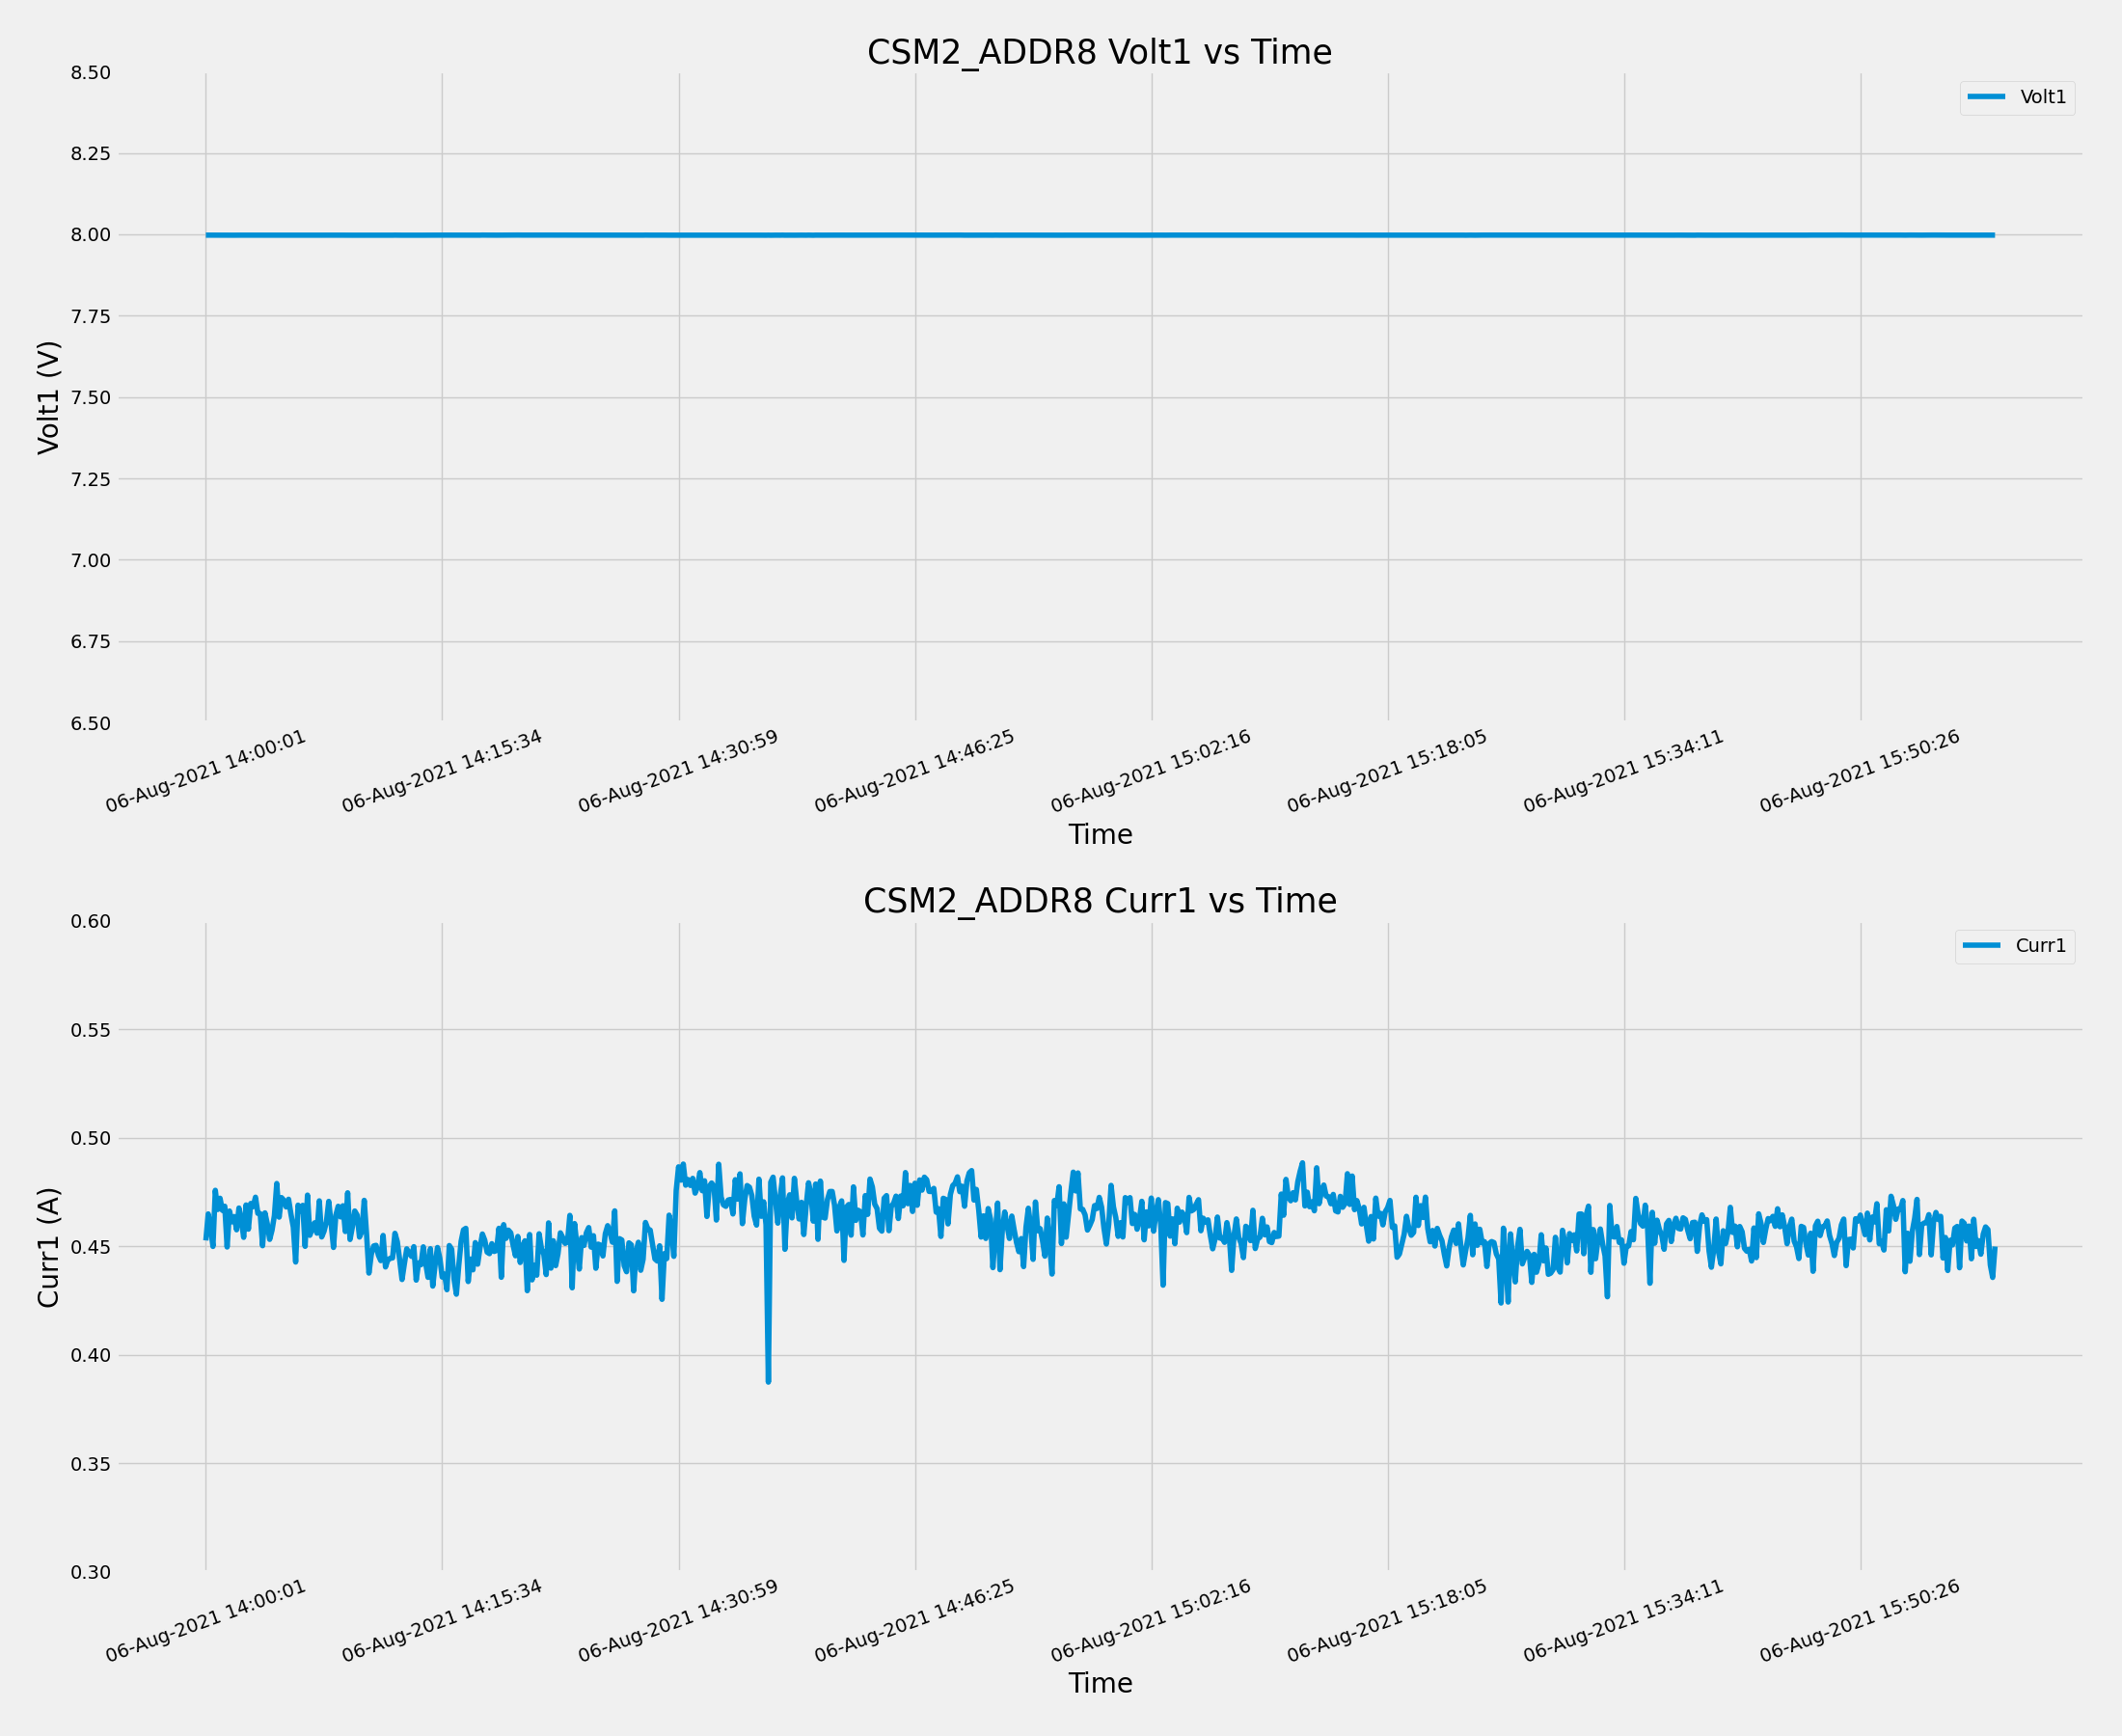 CSM2_ADDR8 Volt1 vs Time
8.50
Volt1
8.25
8.00
7.75
7.50
Volt1 (V)
7.25
7.00
6.75
6.50
06-Aug-2021 14:00:01
06-Aug-2021 14:15:34
06-Aug-2021 14:30:59
06-Aug-2021 14:46:25
06-Aug-2021 15:02:16
06-Aug-2021 15:18:05
06-Aug-2021 15:34:11
06-Aug-2021 15:50:26
Time
CSM2_ADDR8 Curr1 vs Time
0.60
Curr1
0.55
0.50
0.45
Curr1 (A)
0.40
0.35
0.30
06-Aug-2021 14:00:01
06-Aug-2021 14:15:34
06-Aug-2021 14:30:59
06-Aug-2021 14:46:25
06-Aug-2021 15:02:16
06-Aug-2021 15:18:05
06-Aug-2021 15:34:11
06-Aug-2021 15:50:26
Time